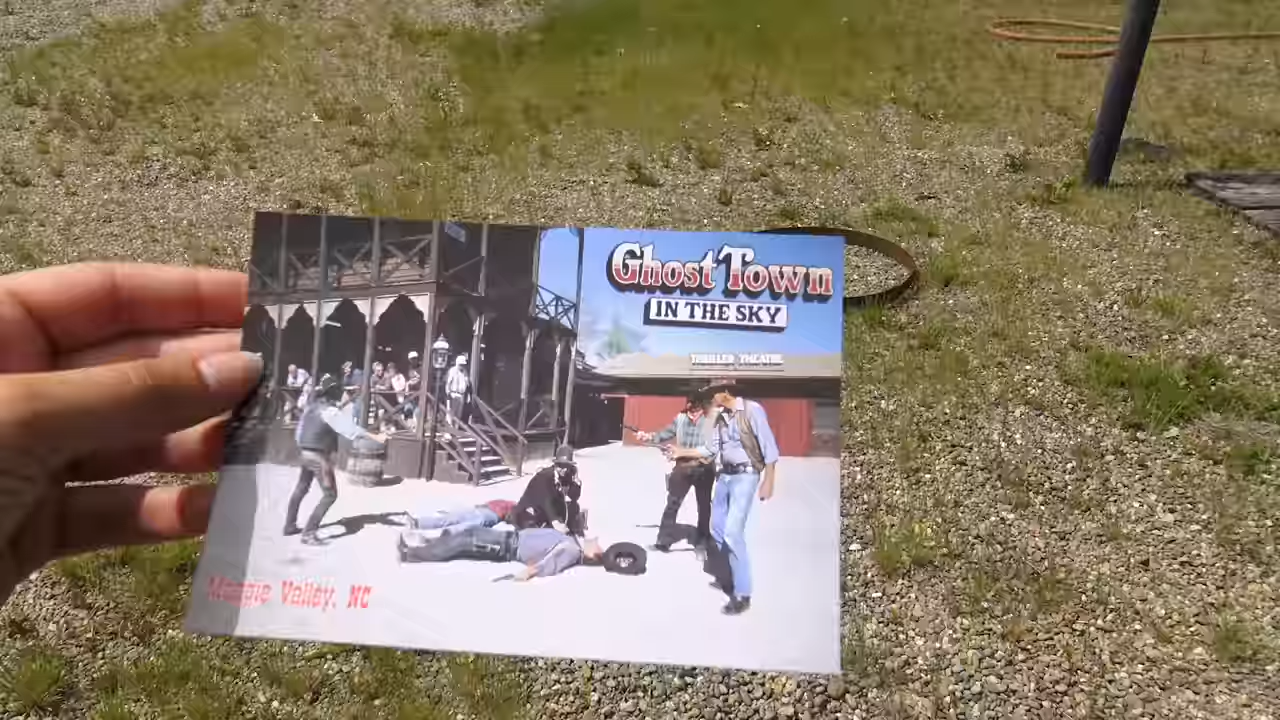 Ghost Town
IN THE SKY
THRILLER THEATRE
Maggie Valley, NC